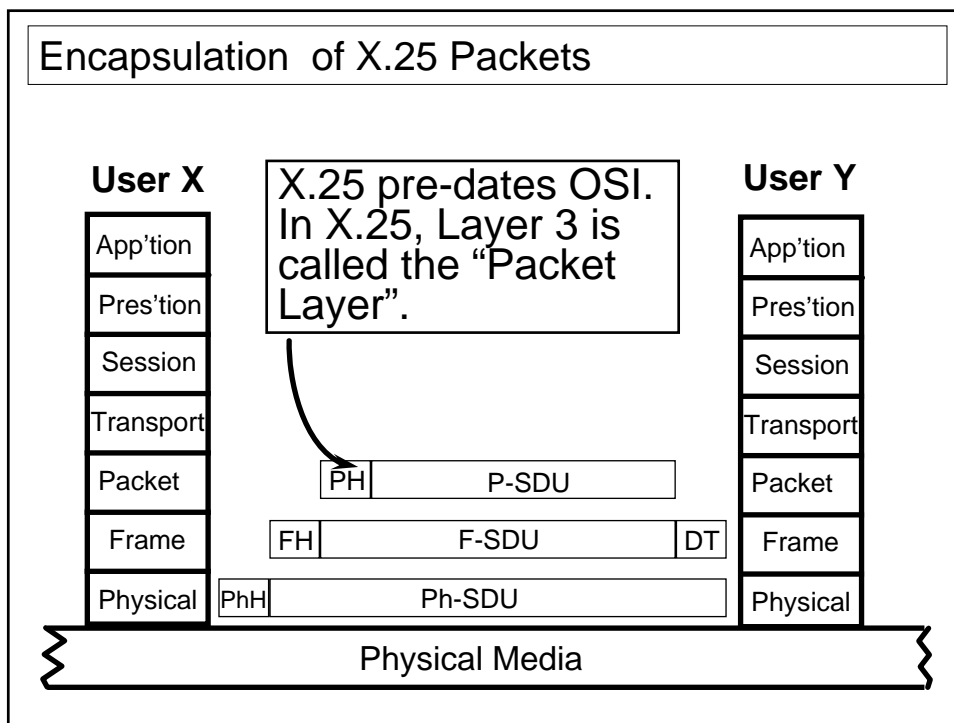 Encapsulation of X.25 Packets
User X
X.25 pre-dates OSI.
In X.25, Layer 3 is
called the “Packet
Layer”.
User Y
App’tion
Pres’tion
Session
Transport
Packet
Frame
Physical
PH P-SDU
FH F-SDU DT
PhH Ph-SDU
App’tion
Pres’tion
Session
Transport
Packet
Frame
Physical
Physical Media